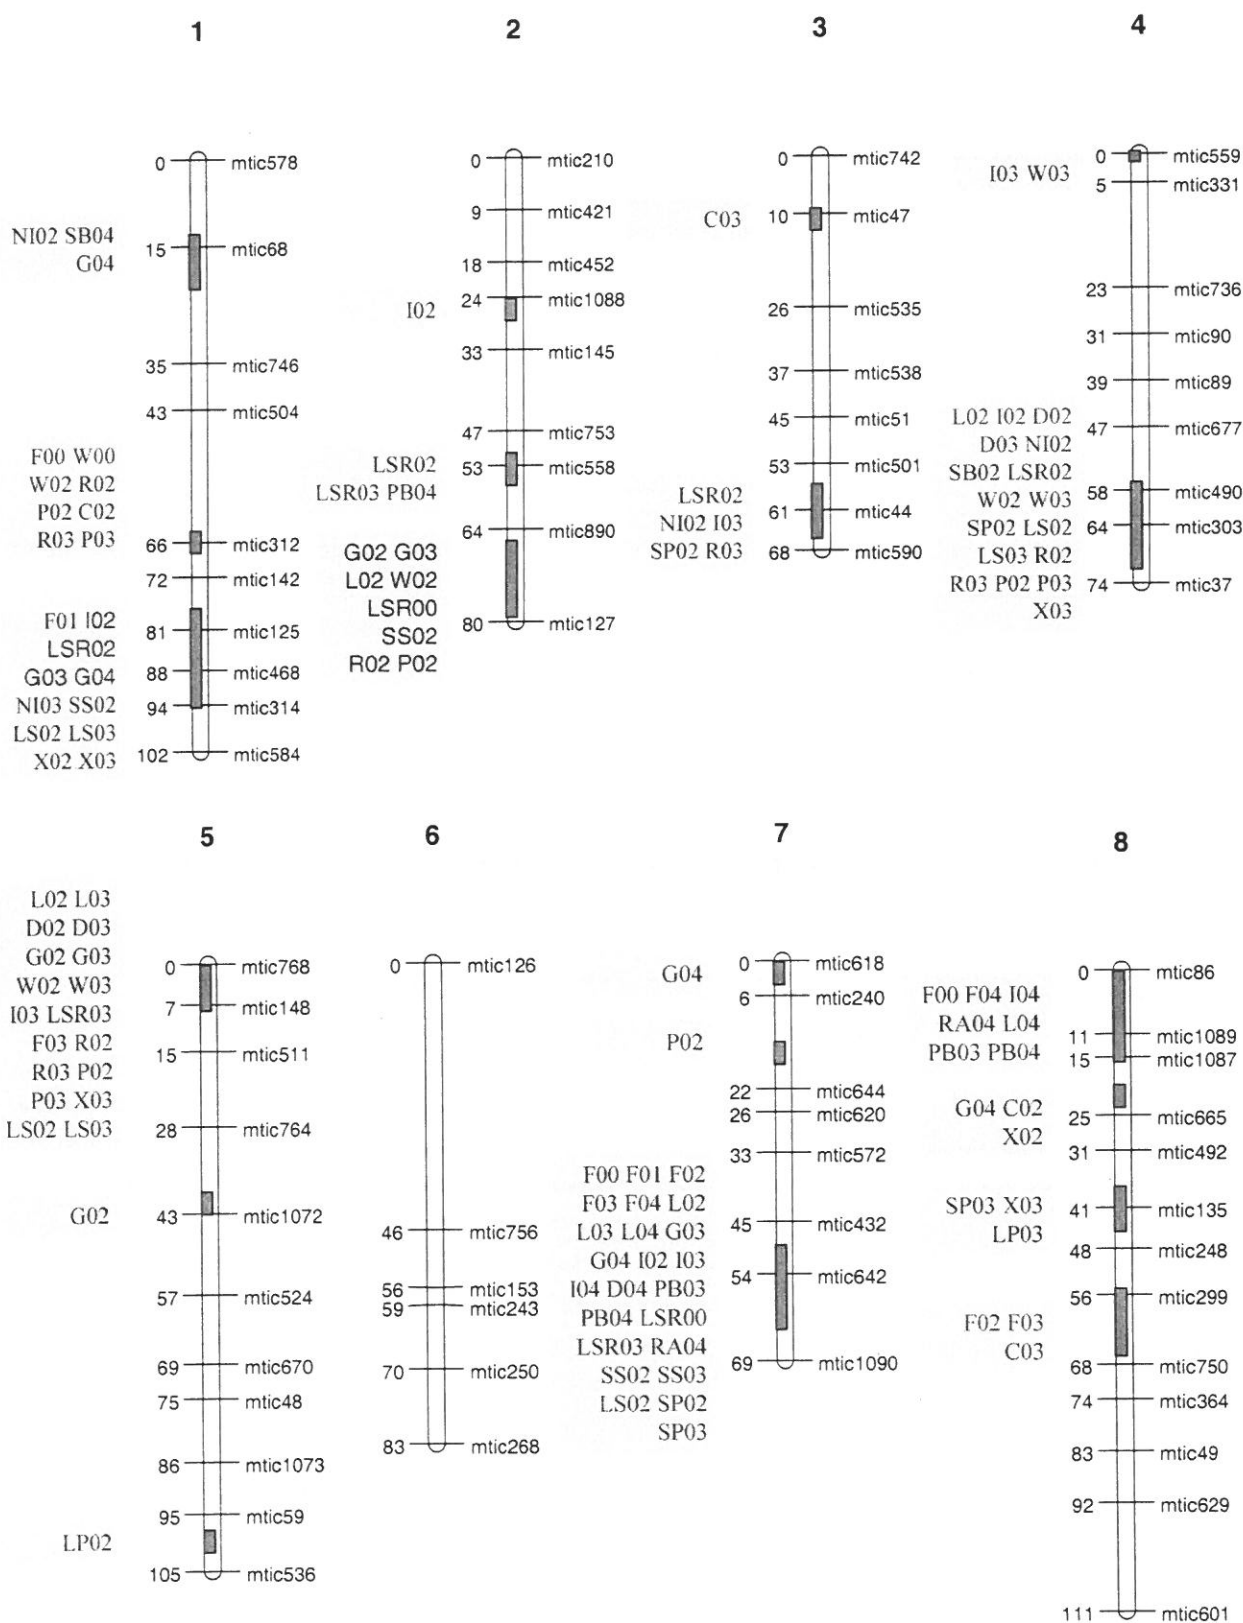 1
0 mtic578
NI02 SB04
G04
15 mtic68
35 mtic746
43 mtic504
F00 W00
W02 R02
P02 C02
R03 P03
66 mtic312
72 mtic142
F01 I02
81 mtic125
LSR02
G03 G04
88 mtic468
NI03 SS02
94 mtic314
LS02 LS03
X02 X03
102 mtic584
2
0 mtic210
9 mtic421
18 mtic452
24 mtic1088
I02
33 mtic145
47 mtic753
LSR02
53 mtic558
LSR03 PB04
64 mtic890
G02 G03
L02 W02
LSR00
SS02
80 mtic127
R02 P02
3
0 mtic742
C03
10 mtic47
26 mtic535
37 mtic538
45 mtic51
53 mtic501
LSR02
61 mtic44
NI02 I03
SP02 R03
68 mtic590
4
0 mtic559
I03 W03
5 mtic331
23 mtic736
31 mtic90
39 mtic89
L02 I02 D02
47 mtic677
D03 NI02
SB02 LSR02
W02 W03
58 mtic490
SP02 LS02
64 mtic303
LS03 R02
R03 P02 P03
74 mtic37
X03
5
L02 L03
D02 D03
G02 G03
0 mtic768
W02 W03
7 mtic148
I03 LSR03
F03 R02
15 mtic511
R03 P02
P03 X03
LS02 LS03
28 mtic764
G02
43 mtic1072
57 mtic524
69 mtic670
75 mtic48
86 mtic1073
95 mtic59
LP02
105 mtic536
6
0 mtic126
46 mtic756
56 mtic153
59 mtic243
70 mtic250
83 mtic268
7
0 mtic618
G04
6 mtic240
P02
22 mtic644
26 mtic620
33 mtic572
F00 F01 F02
F03 F04 L02
45 mtic432
L03 L04 G03
G04 I02 I03
54 mtic642
I04 D04 PB03
PB04 LSR00
LSR03 RA04
69 mtic1090
SS02 SS03
LS02 SP02
SP03
8
0 mtic86
F00 F04 I04
RA04 L04
11 mtic1089
PB03 PB04
15 mtic1087
G04 C02
25 mtic665
X02
31 mtic492
SP03 X03
41 mtic135
LP03
48 mtic248
56 mtic299
F02 F03
C03
68 mtic750
74 mtic364
83 mtic49
92 mtic629
111 mtic601